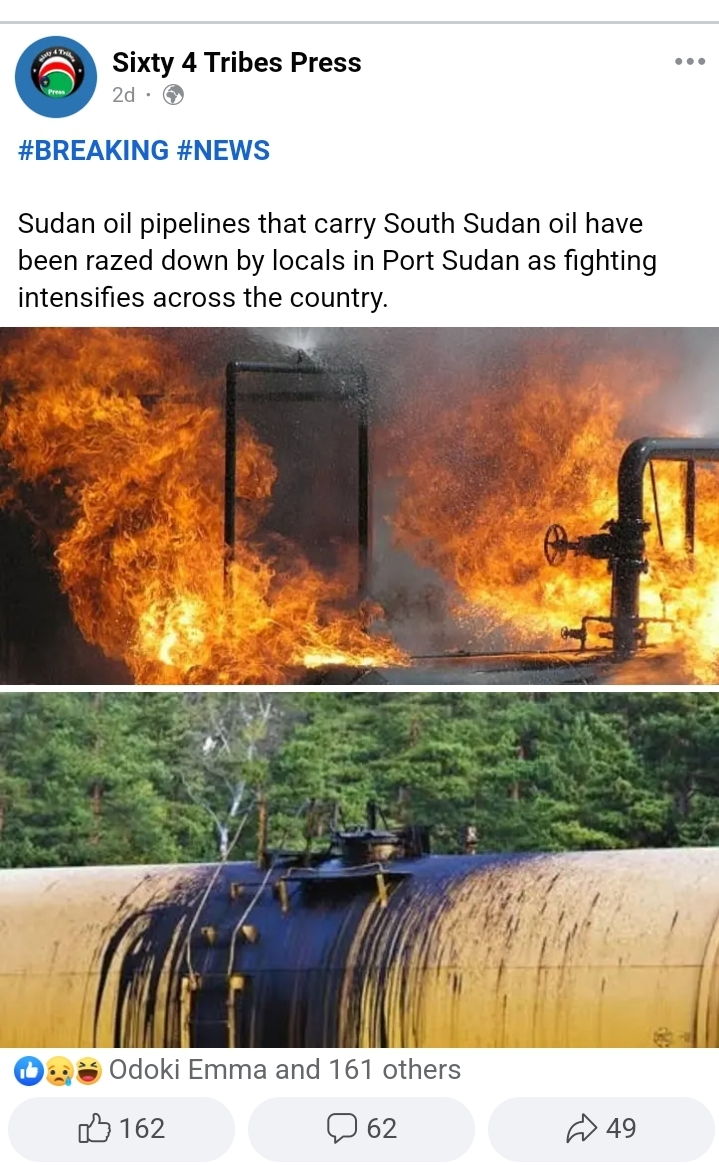 Sixty 4 Tribes Press
2d ·
#BREAKING #NEWS
Sudan oil pipelines that carry South Sudan oil have
been razed down by locals in Port Sudan as fighting
intensifies across the country.
Odoki Emma and 161 others
162
62
49